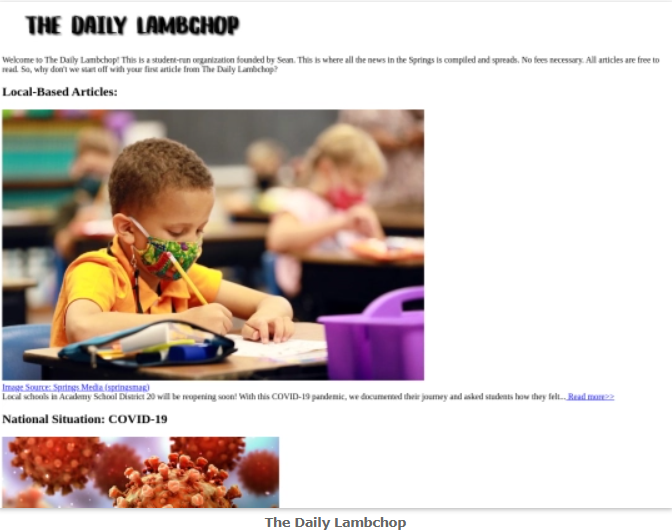 THE DAILY LAMBCHOP
Welcome to The Daily Lambchop! This is a student-run organization founded by Sean. This is where all the news in the Springs is compiled and spreads. No fees necessary. All articles are free to
read. So, why don't we start off with your first article from The Daily Lambchop?
Local-Based Articles:
Image Source: Springs Media (springsmag)
Local schools in Academy School District 20 will be reopening soon! With this COVID-19 pandemic, we documented their journey and asked students how they felt... Read more>>
National Situation: COVID-19
The Daily Lambchop